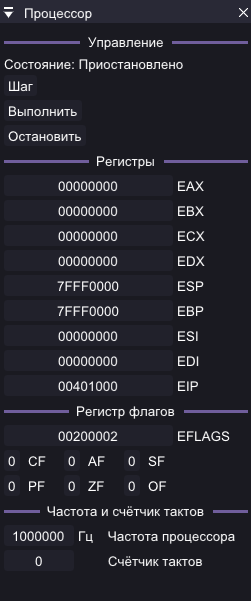 Процессор
Управление
Состояние: Приостановлено
Шаг
Выполнить
Остановить
Регистры
00000000 EAX
00000000 EBX
00000000 ECX
00000000 EDX
7FFF0000 ESP
7FFF0000 EBP
00000000 ESI
00000000 EDI
00401000 EIP
Регистр флагов
00200002 EFLAGS
0 CF 0 AF 0 SF
0 PF 0 ZF 0 OF
Частота и счётчик тактов
1000000 Гц Частота процессора
0 Счётчик тактов